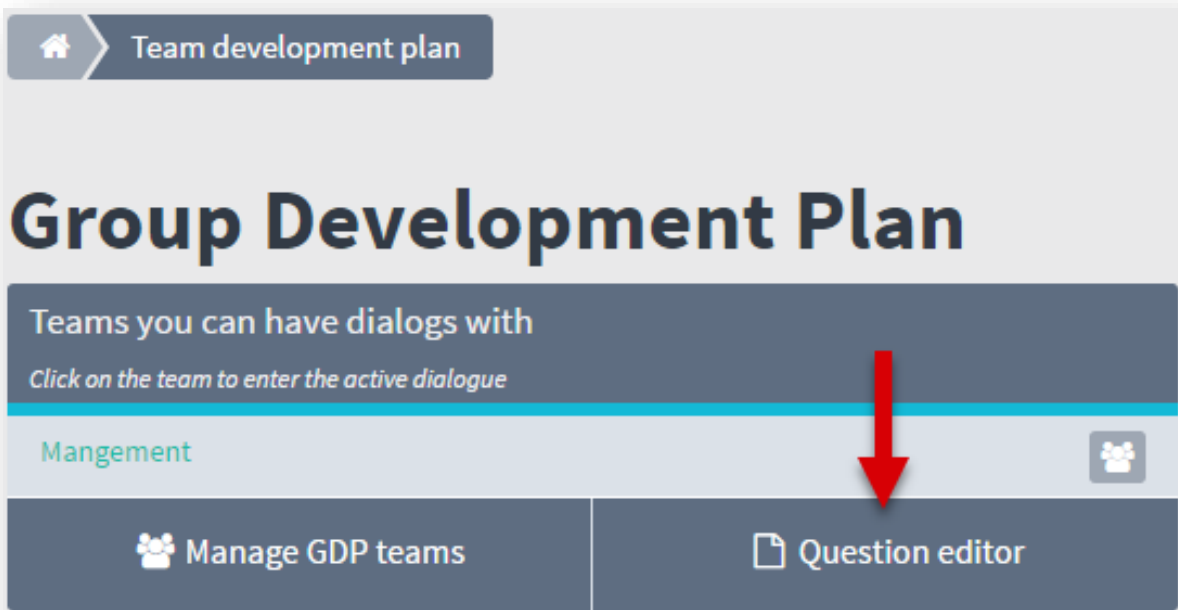 Team development plan
Group Development Plan
Teams you can have dialogs with
Click on the team to enter the active dialogue
Mangement
Manage GDP teams
Question editor